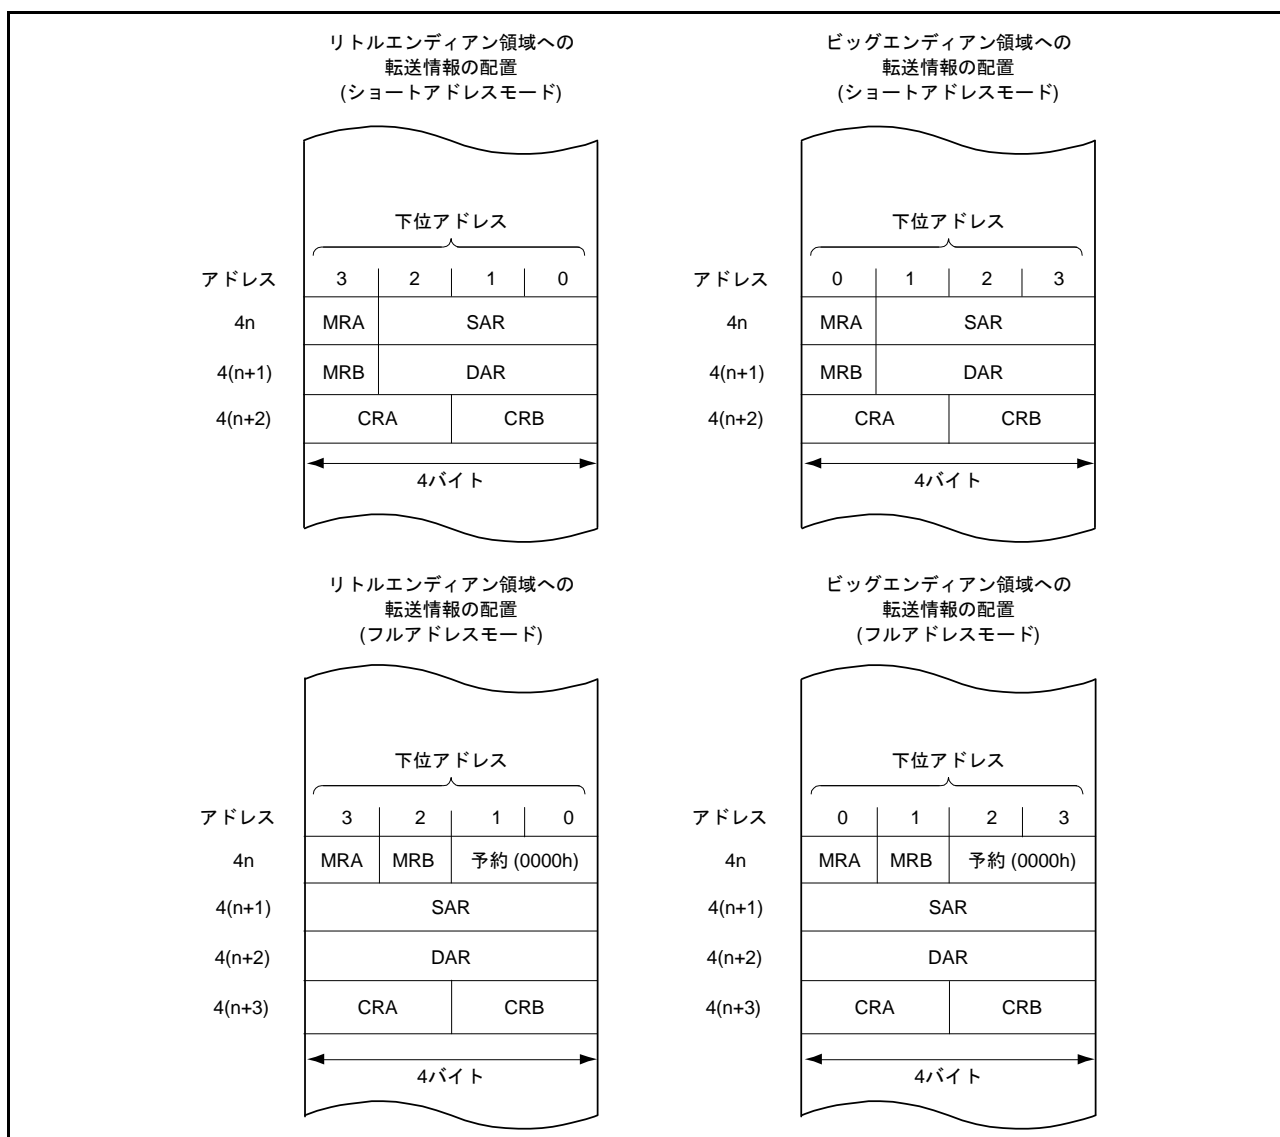 リトルエンディアン領域への
転送情報の配置
(ショートアドレスモード)
下位アドレス
アドレス 3 2 1 0
4n MRA SAR
4(n+1) MRB DAR
4(n+2) CRA CRB
4バイト
ビッグエンディアン領域への
転送情報の配置
(ショートアドレスモード)
下位アドレス
アドレス 0 1 2 3
4n MRA SAR
4(n+1) MRB DAR
4(n+2) CRA CRB
4バイト
リトルエンディアン領域への
転送情報の配置
(フルアドレスモード)
下位アドレス
アドレス 3 2 1 0
4n MRA MRB 予約 (0000h)
4(n+1) SAR
4(n+2) DAR
4(n+3) CRA CRB
4バイト
ビッグエンディアン領域への
転送情報の配置
(フルアドレスモード)
下位アドレス
アドレス 0 1 2 3
4n MRA MRB 予約 (0000h)
4(n+1) SAR
4(n+2) DAR
4(n+3) CRA CRB
4バイト